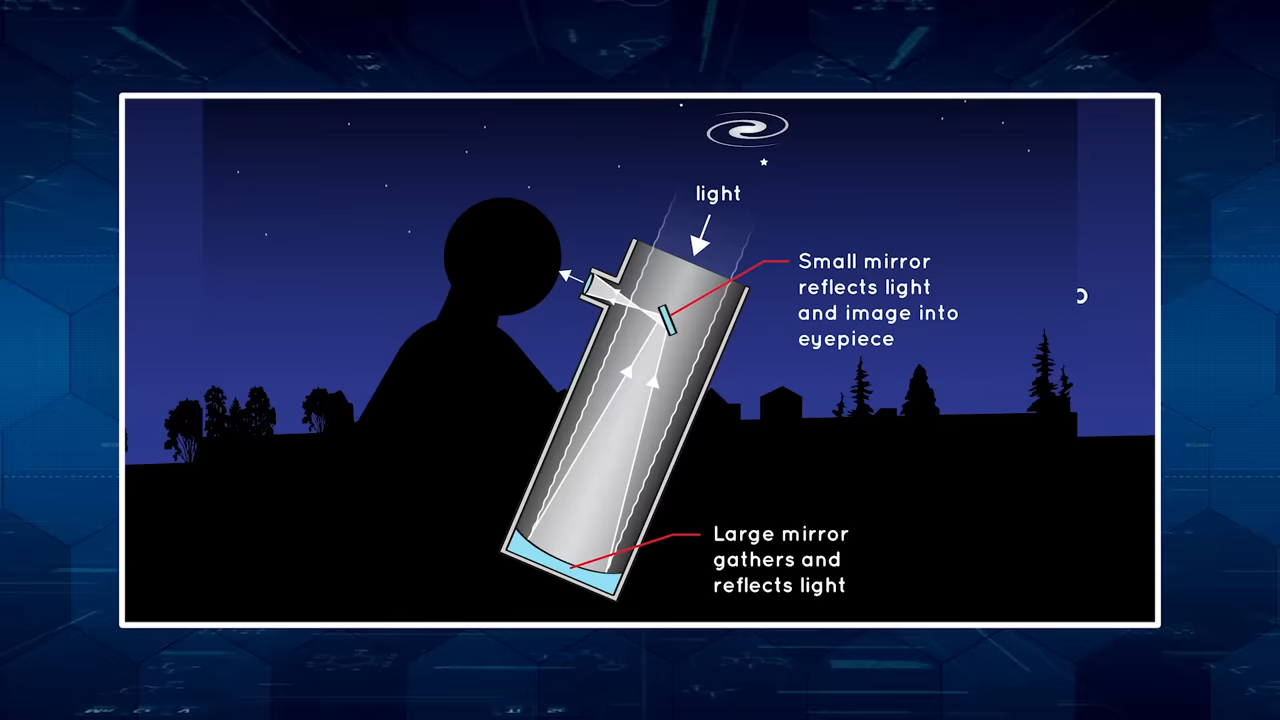 light
Small mirror
reflects light
and image into
eyepiece
Large mirror
gathers and
reflects light